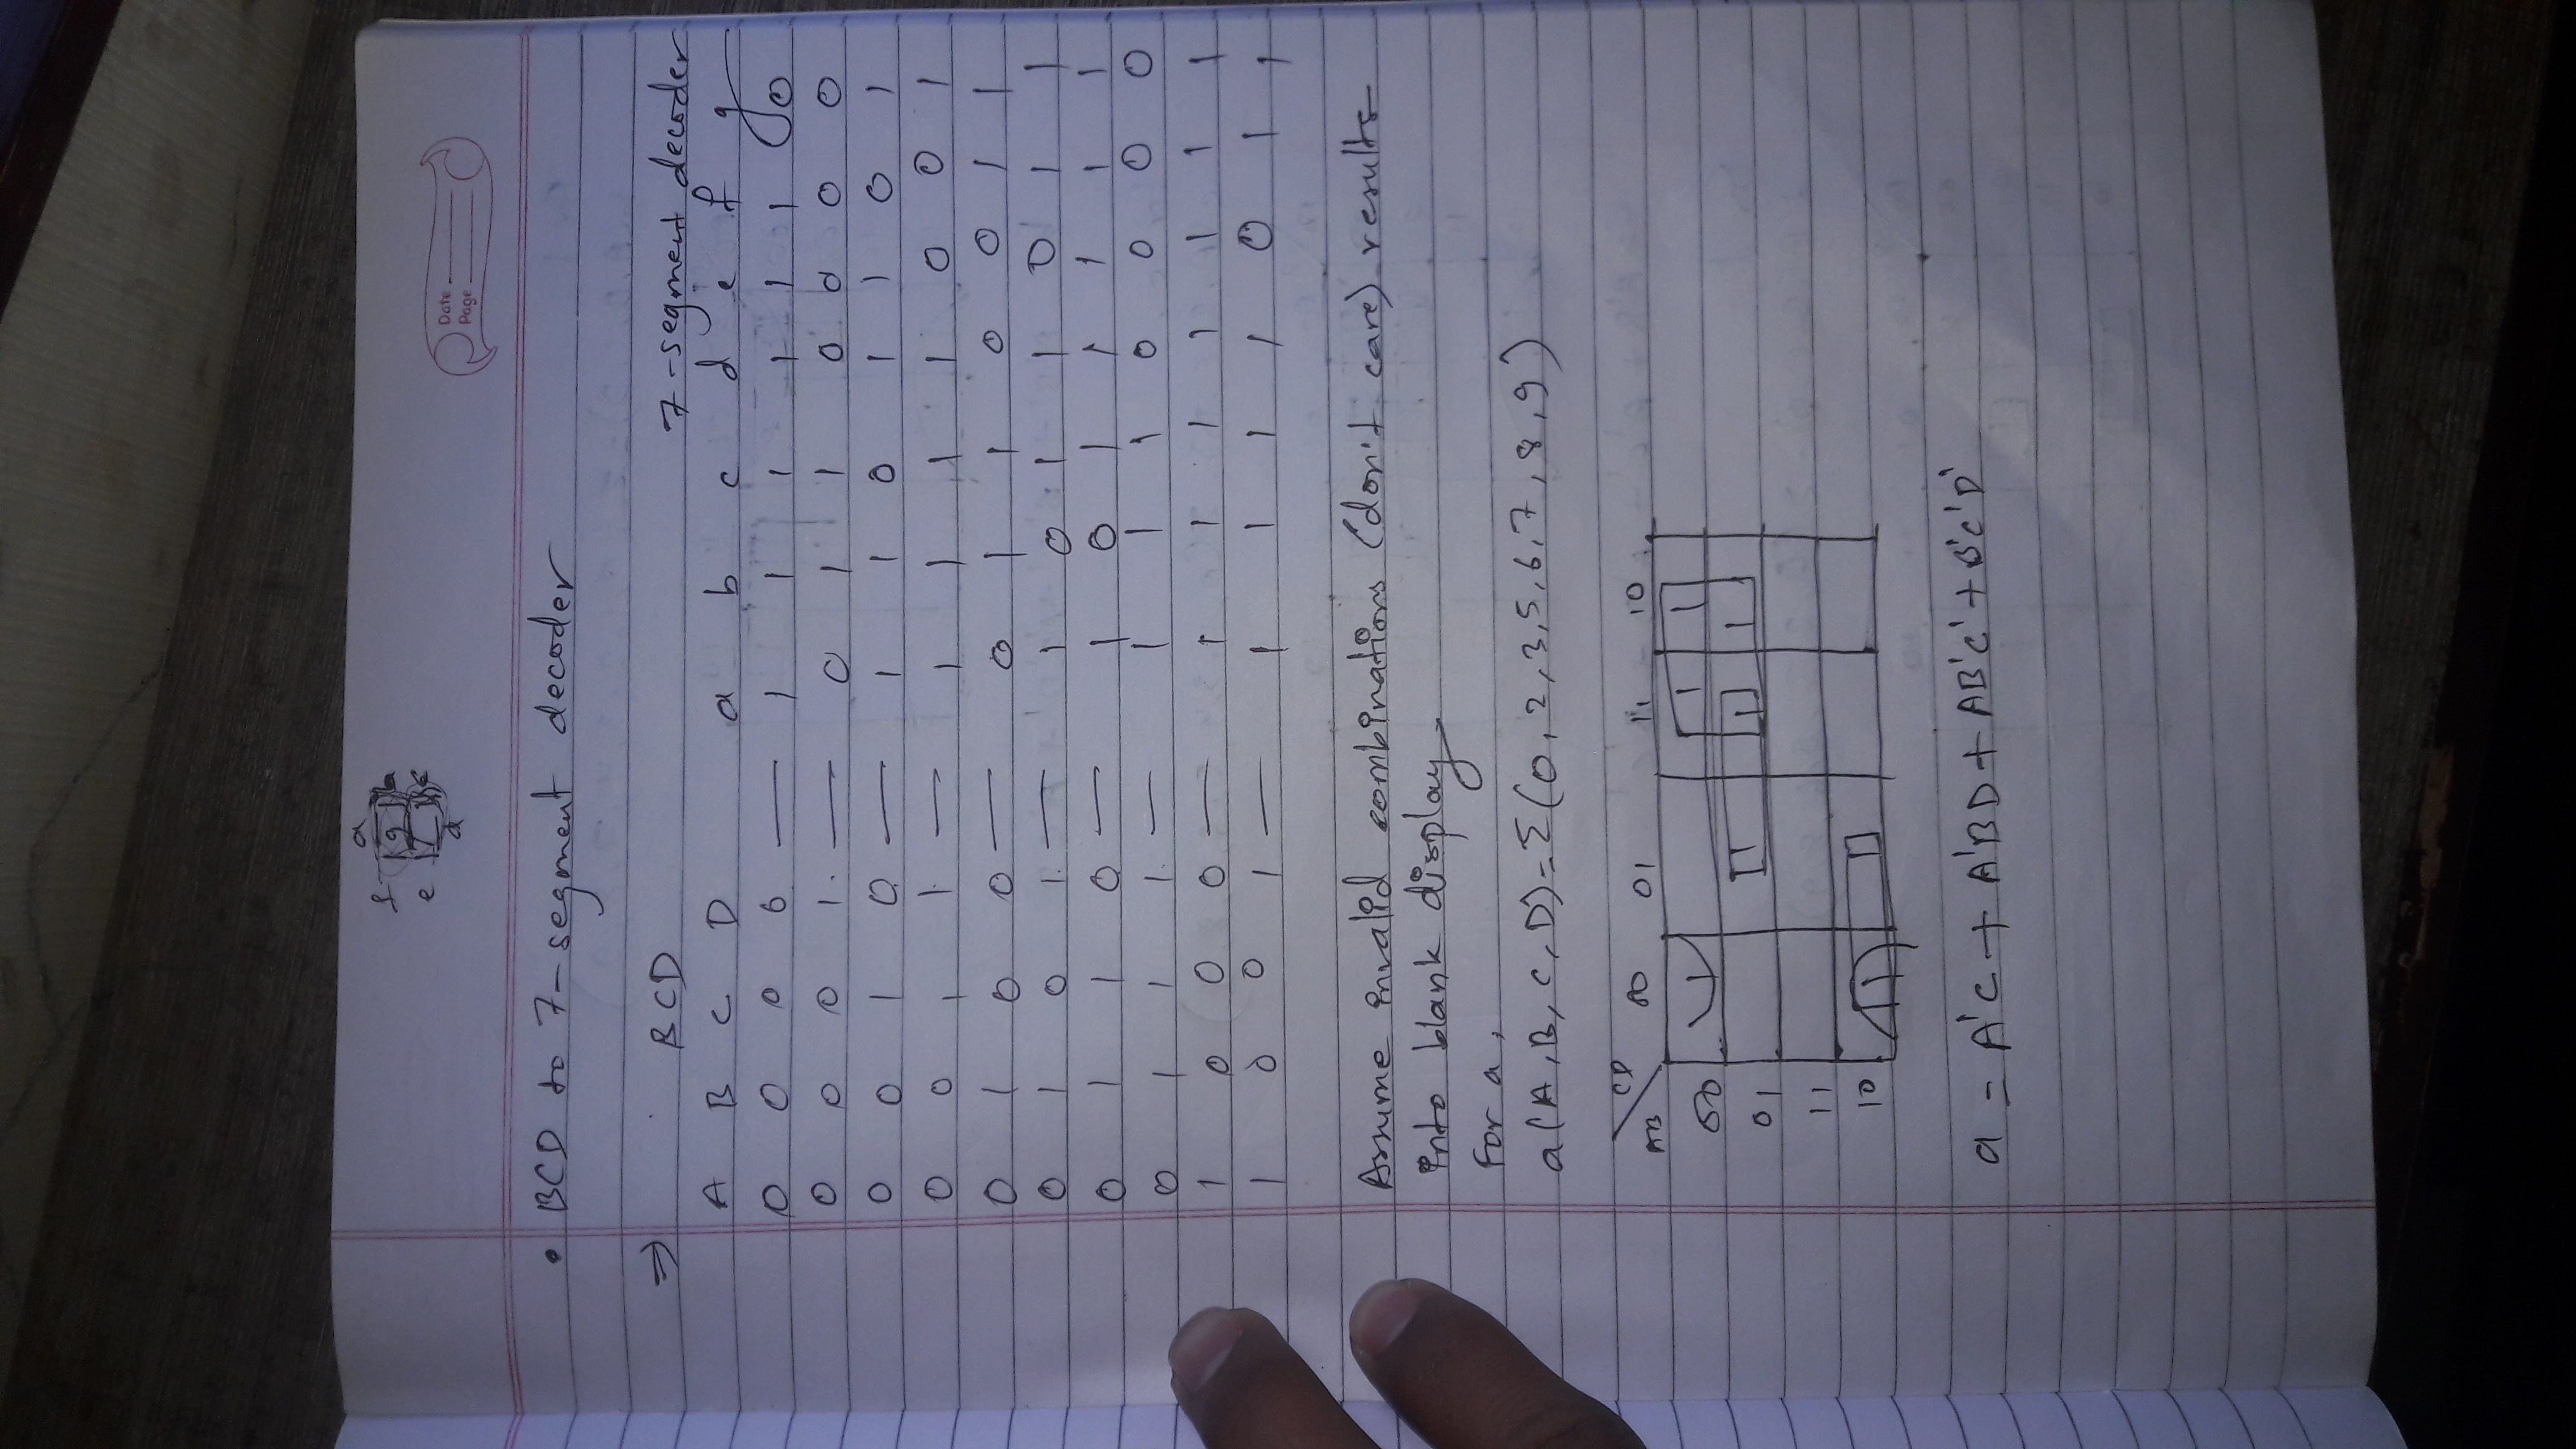 a
f g b
e c
d
Date
Page
• BCD to 7-segment decoder
⇒ BCD 7-segment decoder
A B C D a b c d e f g
0 0 0 0 — 1 1 1 1 1 1 0
0 0 0 1 — 0 1 1 0 0 0 0
0 0 1 0 — 1 1 0 1 1 0 1
0 0 1 1 — 1 1 1 1 0 0 1
0 1 0 0 — 0 1 1 0 0 1 1
0 1 0 1 — 1 0 1 1 0 1 1
0 1 1 0 — 1 0 1 1 1 1 1
0 1 1 1 — 1 1 1 0 0 0 0
1 0 0 0 — 1 1 1 1 1 1 1
1 0 0 1 — 1 1 1 1 0 1 1
Assume invalid combinations (don't care) results
into blank display.
For a,
a(A,B,C,D)=Σ(0,2,3,5,6,7,8,9)
CD
AB 00 01 11 10
00 1 1 1
01 1 1 1
11
10 1 1
a = A'C + A'BD + AB'C' + B'C'D'